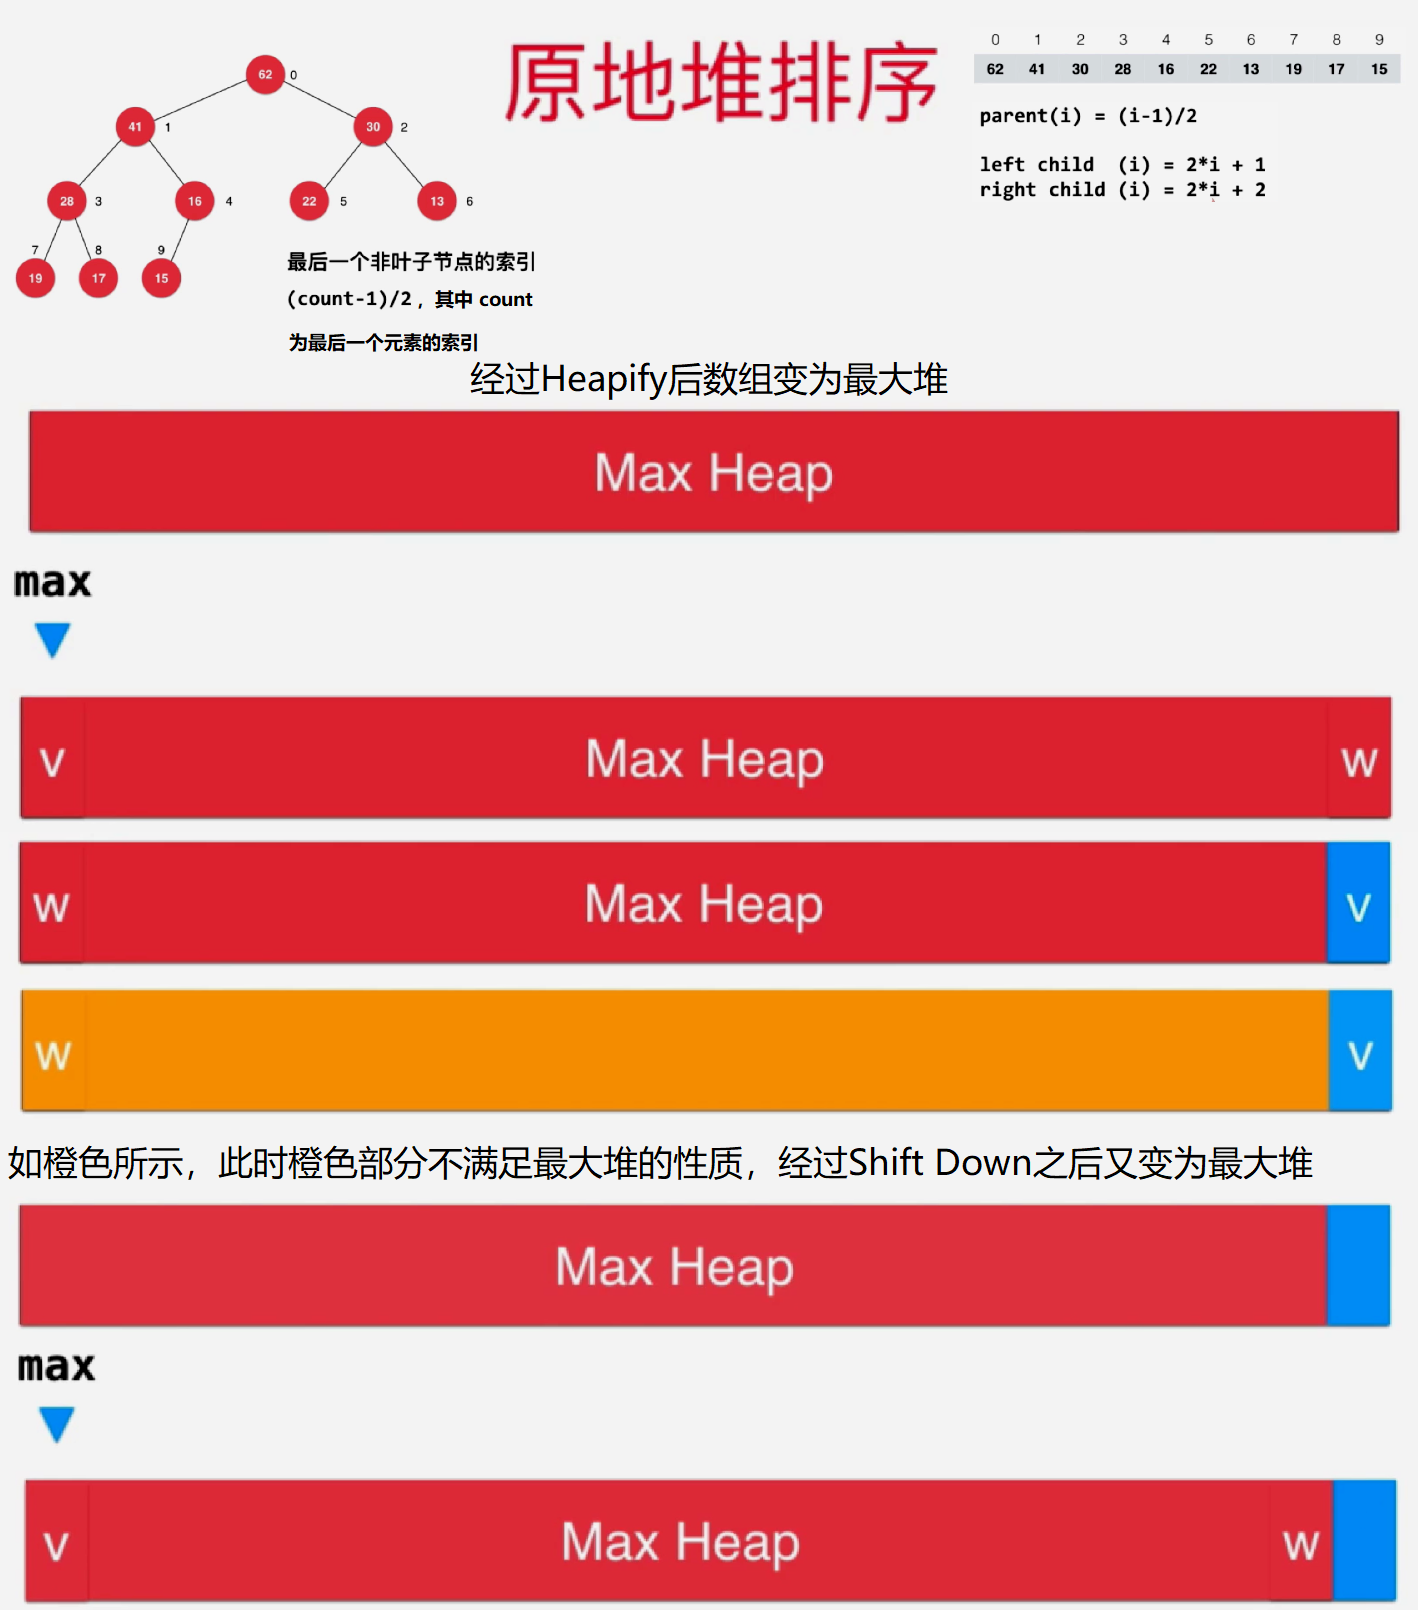 原地堆排序
62 0
41 1 30 2
28 3 16 4 22 5 13 6
7 8 9
19 17 15
0 1 2 3 4 5 6 7 8 9
62 41 30 28 16 22 13 19 17 15
parent(i) = (i-1)/2
left child (i) = 2*i + 1
right child (i) = 2*i + 2
最后一个非叶子节点的索引
(count-1)/2，其中 count
为最后一个元素的索引
经过Heapify后数组变为最大堆
Max Heap
max
v Max Heap w
w Max Heap v
w v
如橙色所示，此时橙色部分不满足最大堆的性质，经过Shift Down之后又变为最大堆
Max Heap
max
v Max Heap w